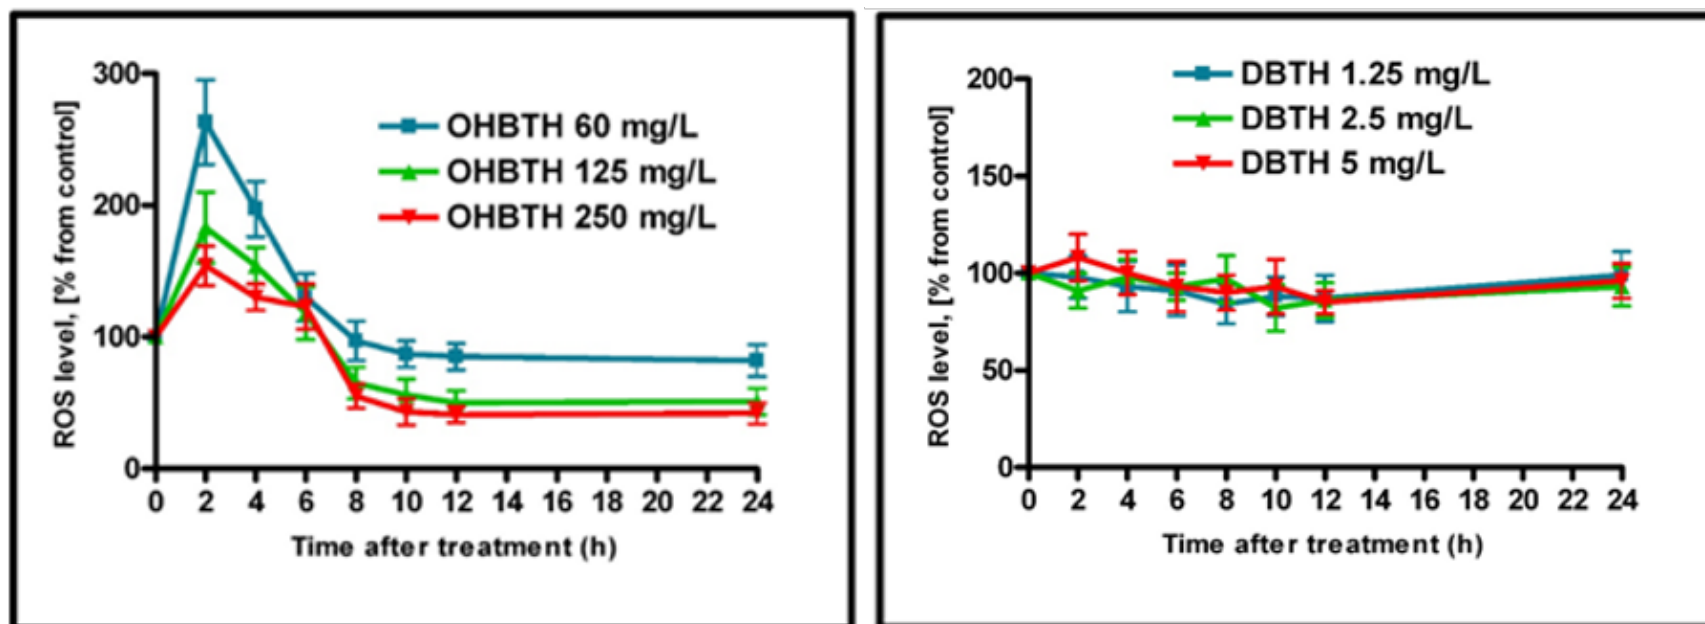 300
200
100
0
ROS level, [% from control]
OHBTH 60 mg/L
OHBTH 125 mg/L
OHBTH 250 mg/L
0 2 4 6 8 10 12 14 16 18 20 22 24
Time after treatment (h)
200
150
100
50
0
ROS level, [% from control]
DBTH 1.25 mg/L
DBTH 2.5 mg/L
DBTH 5 mg/L
0 2 4 6 8 10 12 14 16 18 20 22 24
Time after treatment (h)